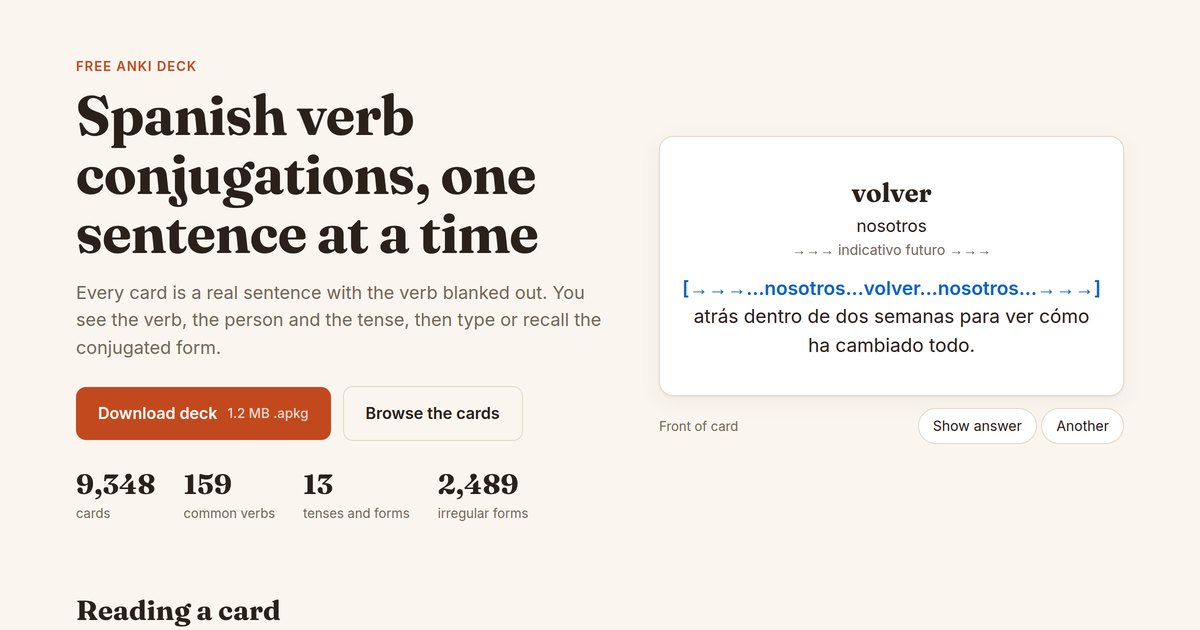 FREE ANKI DECK
Spanish verb
conjugations, one
sentence at a time
Every card is a real sentence with the verb blanked out. You
see the verb, the person and the tense, then type or recall the
conjugated form.
Download deck 1.2 MB .apkg
Browse the cards
9,348
cards
159
common verbs
13
tenses and forms
2,489
irregular forms
volver
nosotros
→→→ indicativo futuro →→→
[→→→...nosotros...volver...nosotros...→→→]
atrás dentro de dos semanas para ver cómo
ha cambiado todo.
Front of card
Show answer
Another
Reading a card